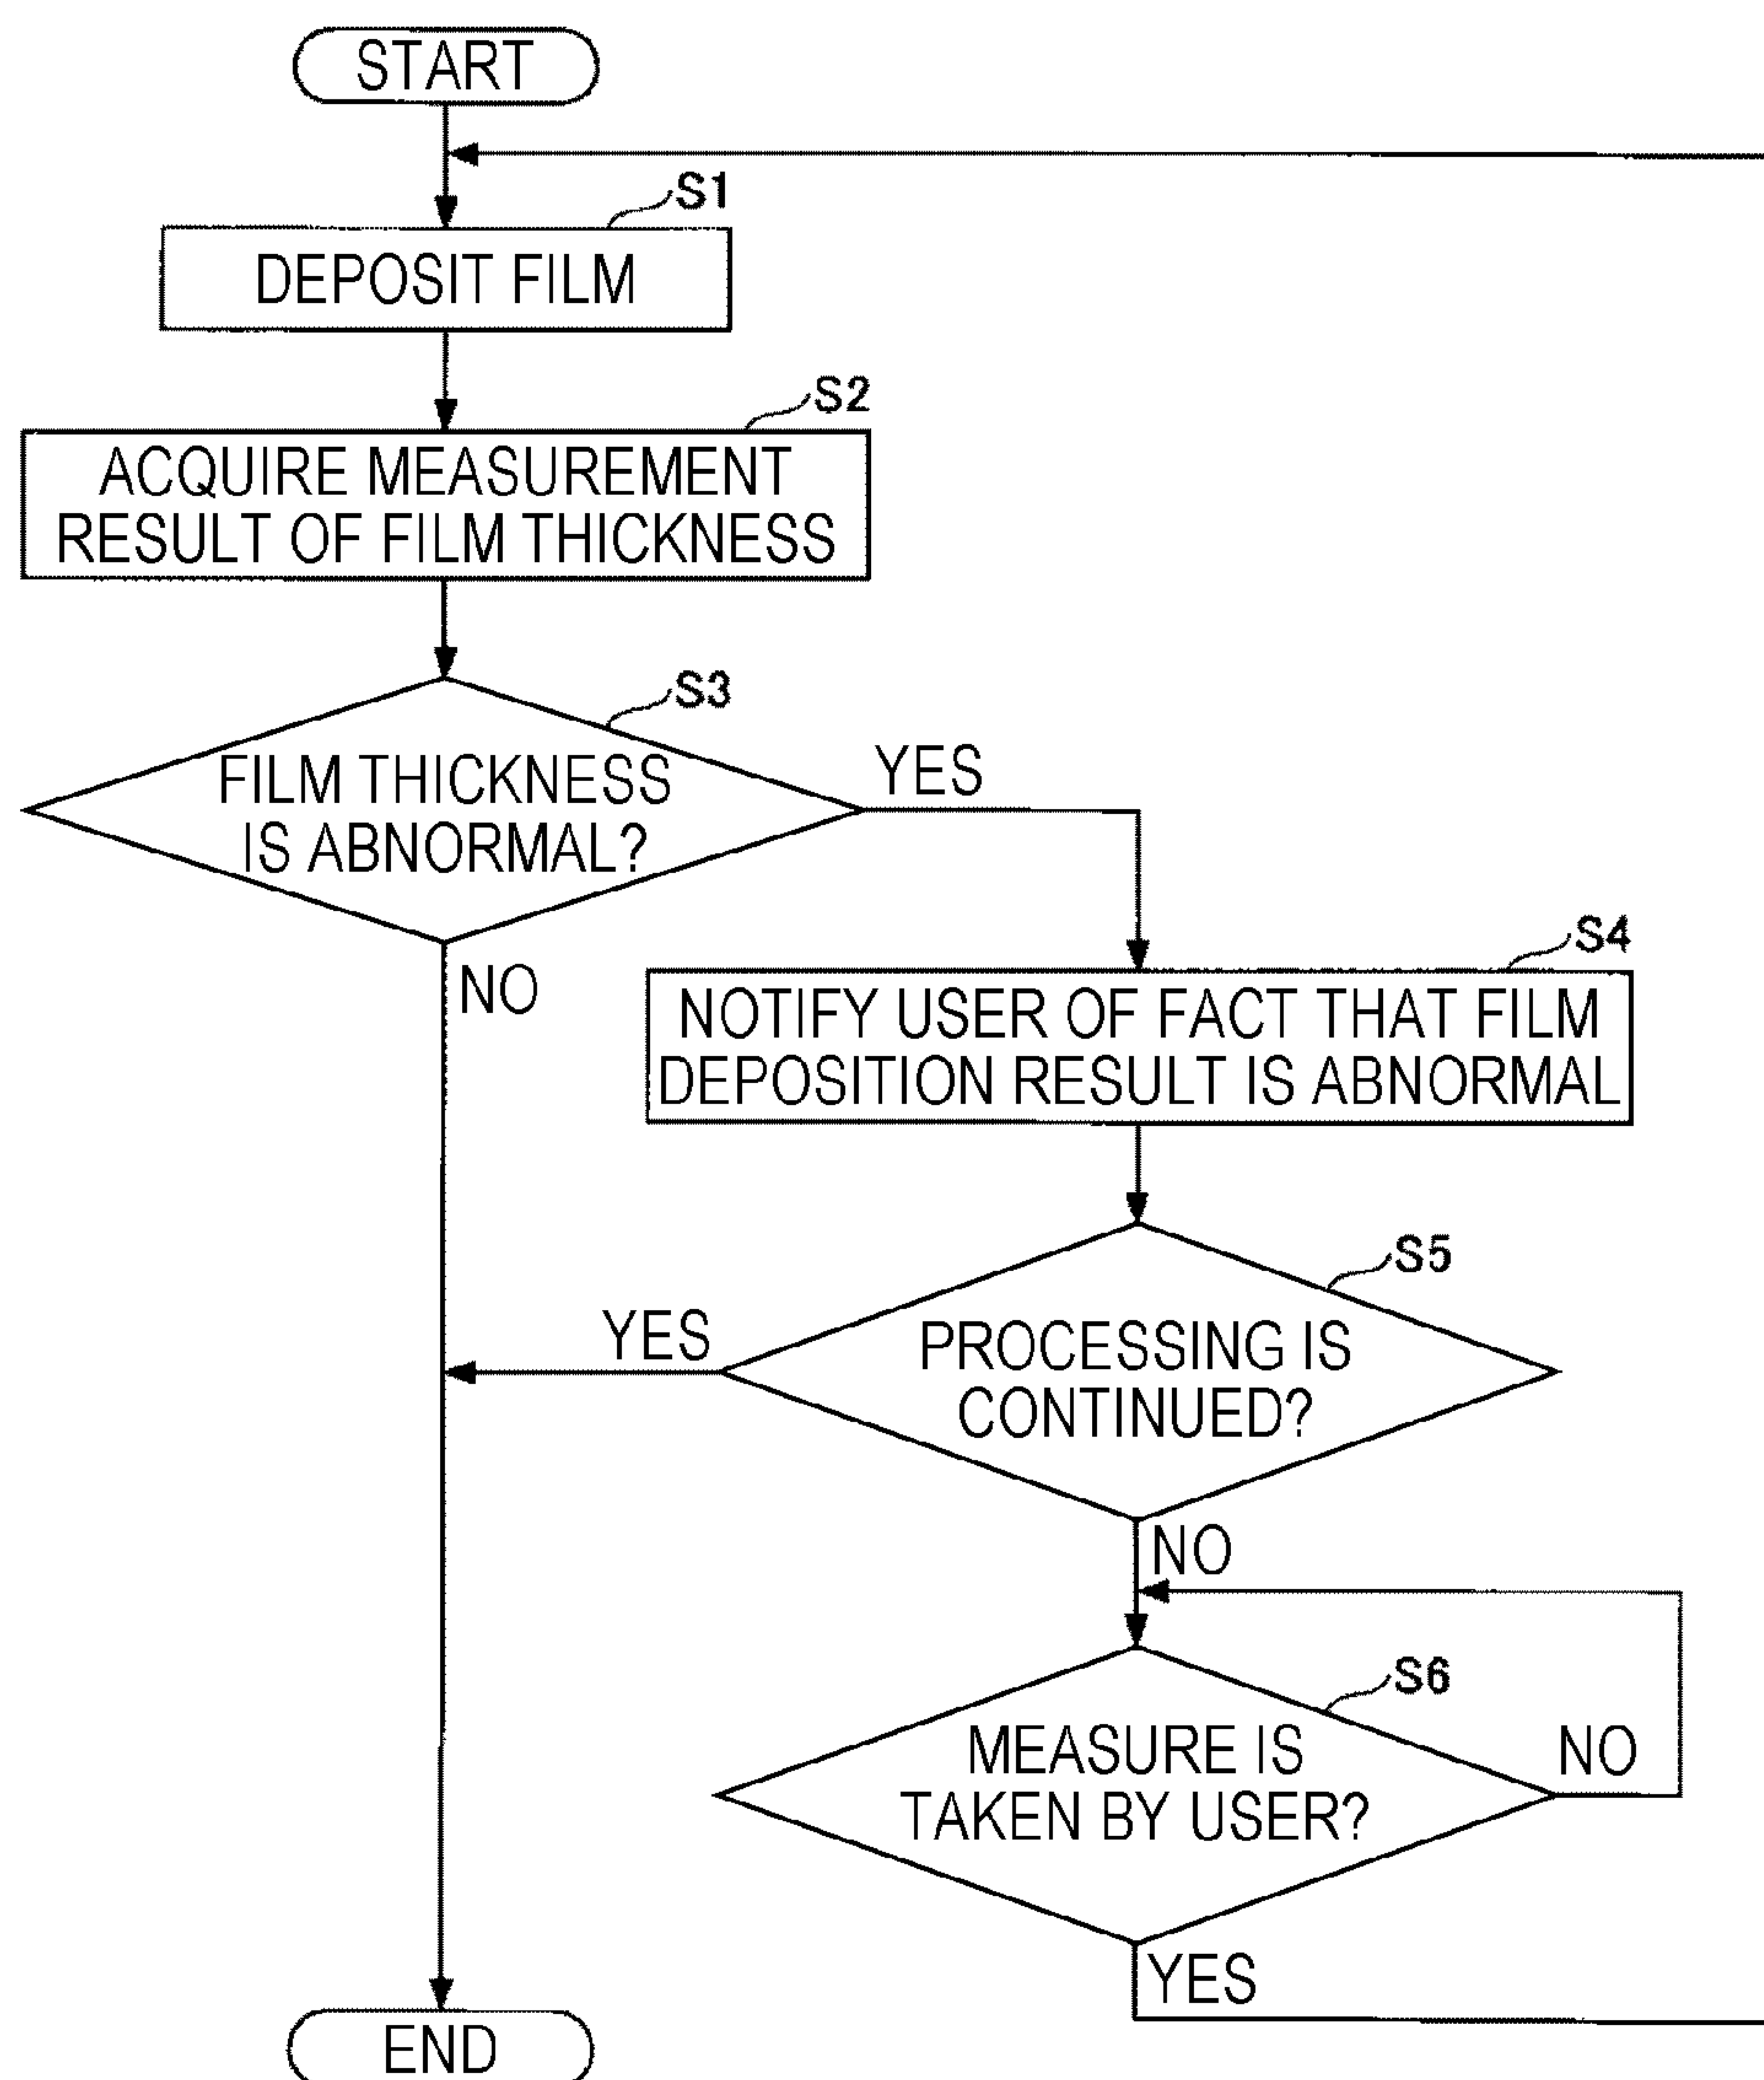 START
S1
DEPOSIT FILM
S2
ACQUIRE MEASUREMENT
RESULT OF FILM THICKNESS
S3
FILM THICKNESS
IS ABNORMAL?
YES
NO
S4
NOTIFY USER OF FACT THAT FILM
DEPOSITION RESULT IS ABNORMAL
S5
PROCESSING IS
CONTINUED?
YES
NO
S6
MEASURE IS
TAKEN BY USER?
NO
YES
END